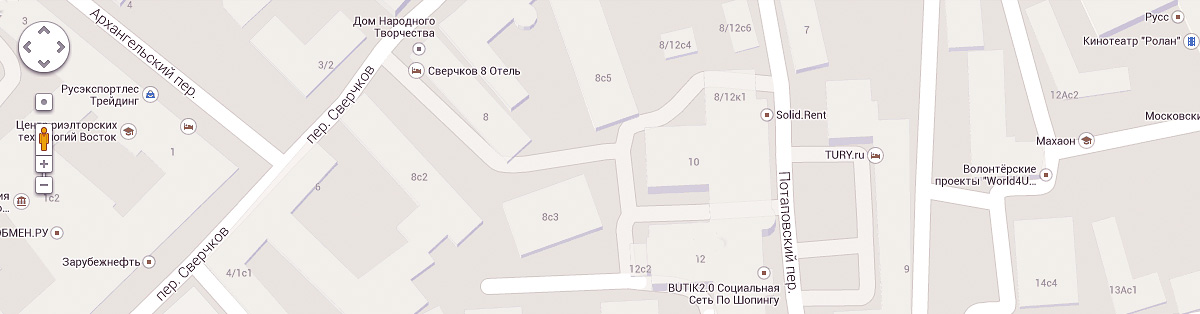 Архангельский пер.
Дом Народного
Творчества
8/12с4
8/12с6
7
Русс
Кинотеатр "Ролан"
3/2
Сверчков 8 Отель
8с5
Русэкспортлес
Трейдинг
пер. Сверчков
8
8/12к1
Solid.Rent
12Ас2
Московски
Махаон
1
8с2
10
TURY.ru
Волонтёрские
проекты "World4U...
6
1с2
8с3
Потаповский пер.
ОБМЕН.РУ
Зарубежнефть
пер. Сверчков
4/1с1
12с2
9
BUTIK2.0 Социальная
Сеть По Шопингу
14с4
13Ас1